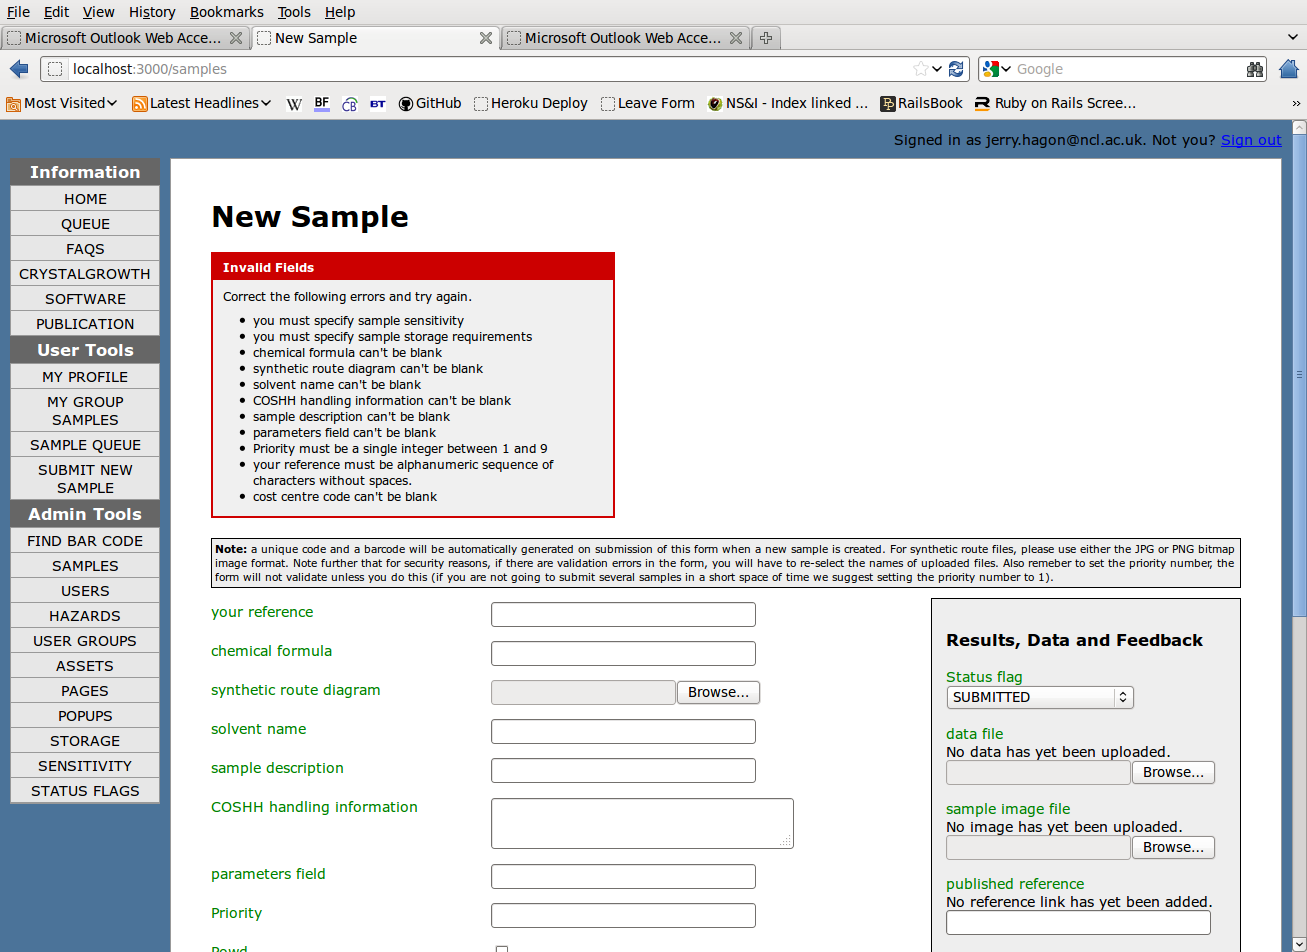 File Edit View History Bookmarks Tools Help
Microsoft Outlook Web Acce... New Sample Microsoft Outlook Web Acce...
localhost:3000/samples Google
Most Visited Latest Headlines W BF CB BT GitHub Heroku Deploy Leave Form NS&I - Index linked ... RailsBook Ruby on Rails Scree... »
Signed in as jerry.hagon@ncl.ac.uk. Not you? Sign out
Information
HOME
QUEUE
FAQS
CRYSTALGROWTH
SOFTWARE
PUBLICATION
User Tools
MY PROFILE
MY GROUP
SAMPLES
SAMPLE QUEUE
SUBMIT NEW
SAMPLE
Admin Tools
FIND BAR CODE
SAMPLES
USERS
HAZARDS
USER GROUPS
ASSETS
PAGES
POPUPS
STORAGE
SENSITIVITY
STATUS FLAGS
New Sample
Invalid Fields
Correct the following errors and try again.
• you must specify sample sensitivity
• you must specify sample storage requirements
• chemical formula can't be blank
• synthetic route diagram can't be blank
• solvent name can't be blank
• COSHH handling information can't be blank
• sample description can't be blank
• parameters field can't be blank
• Priority must be a single integer between 1 and 9
• your reference must be alphanumeric sequence of
characters without spaces.
• cost centre code can't be blank
Note: a unique code and a barcode will be automatically generated on submission of this form when a new sample is created. For synthetic route files, please use either the JPG or PNG bitmap
image format. Note further that for security reasons, if there are validation errors in the form, you will have to re-select the names of uploaded files. Also remeber to set the priority number, the
form will not validate unless you do this (if you are not going to submit several samples in a short space of time we suggest setting the priority number to 1).
your reference
chemical formula
synthetic route diagram Browse...
solvent name
sample description
COSHH handling information
parameters field
Priority
Powd
Results, Data and Feedback
Status flag
SUBMITTED
data file
No data has yet been uploaded.
Browse...
sample image file
No image has yet been uploaded.
Browse...
published reference
No reference link has yet been added.